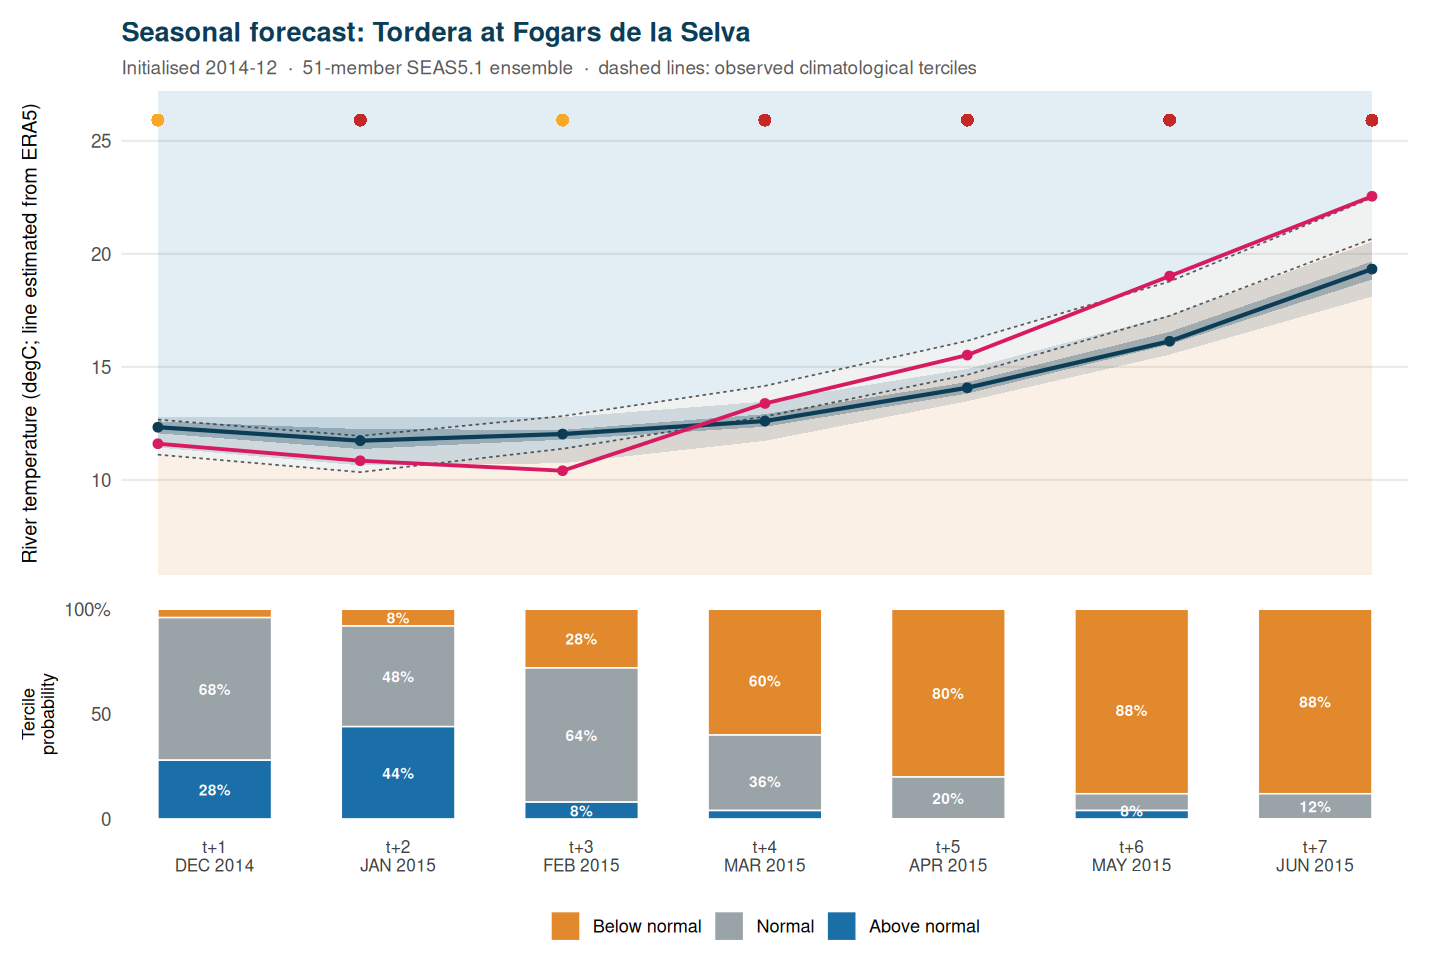 Seasonal forecast: Tordera at Fogars de la Selva
Initialised 2014-12 · 51-member SEAS5.1 ensemble · dashed lines: observed climatological terciles
River temperature (degC; line estimated from ERA5)
25
20
15
10
Tercile
probability
100%
50
0
28%
68%
44%
48%
8%
8%
64%
28%
36%
60%
20%
80%
8%
88%
12%
88%
t+1
DEC 2014
t+2
JAN 2015
t+3
FEB 2015
t+4
MAR 2015
t+5
APR 2015
t+6
MAY 2015
t+7
JUN 2015
Below normal
Normal
Above normal